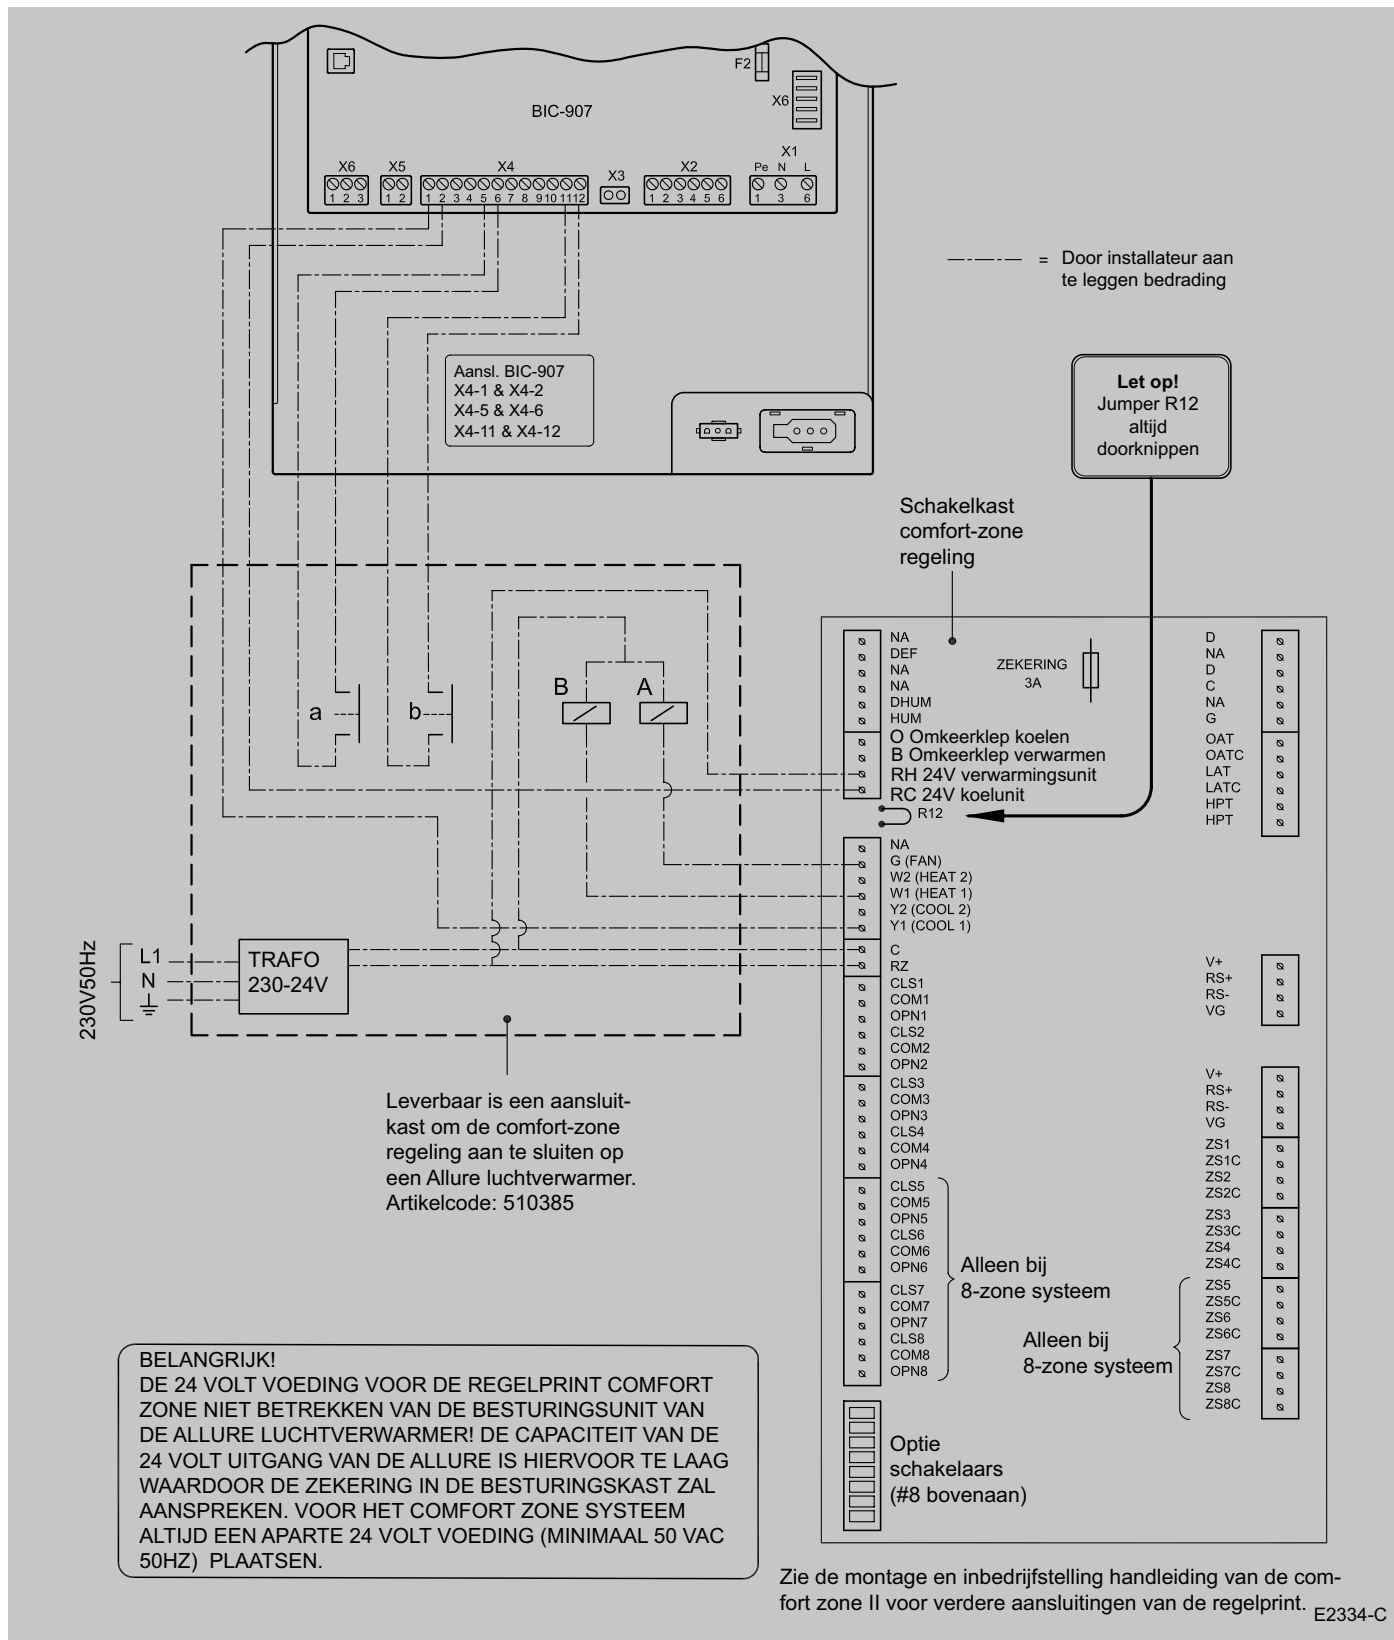 F2
X6
BIC-907
X6
X5
X4
X3
X2
X1
Pe N L
1 2 3
1 2
1 2 3 4 5 6 7 8 9 10 11 12
1 2 3 4 5 6
1 3 6
= Door installateur aan
te leggen bedrading
Aansl. BIC-907
X4-1 & X4-2
X4-5 & X4-6
X4-11 & X4-12
Let op!
Jumper R12
altijd
doorknippen
Schakelkast
comfort-zone
regeling
a
b
B
A
ZEKERING
3A
NA
DEF
NA
NA
DHUM
HUM
O Omkeerklep koelen
B Omkeerklep verwarmen
RH 24V verwarmingsunit
RC 24V koelunit
R12
NA
G (FAN)
W2 (HEAT 2)
W1 (HEAT 1)
Y2 (COOL 2)
Y1 (COOL 1)
C
RZ
CLS1
COM1
OPN1
CLS2
COM2
OPN2
CLS3
COM3
OPN3
CLS4
COM4
OPN4
CLS5
COM5
OPN5
CLS6
COM6
OPN6
CLS7
COM7
OPN7
CLS8
COM8
OPN8
Alleen bij
8-zone systeem
Optie
schakelaars
(#8 bovenaan)
D
NA
D
C
NA
G
OAT
OATC
LAT
LATC
HPT
HPT
V+
RS+
RS-
VG
V+
RS+
RS-
VG
ZS1
ZS1C
ZS2
ZS2C
ZS3
ZS3C
ZS4
ZS4C
ZS5
ZS5C
ZS6
ZS6C
ZS7
ZS7C
ZS8
ZS8C
Alleen bij
8-zone systeem
230V50Hz
L1
N
TRAFO
230-24V
Leverbaar is een aansluit-
kast om de comfort-zone
regeling aan te sluiten op
een Allure luchtverwarmer.
Artikelcode: 510385
BELANGRIJK!
DE 24 VOLT VOEDING VOOR DE REGELPRINT COMFORT
ZONE NIET BETREKKEN VAN DE BESTURINGSUNIT VAN
DE ALLURE LUCHTVERWARMER! DE CAPACITEIT VAN DE
24 VOLT UITGANG VAN DE ALLURE IS HIERVOOR TE LAAG
WAARDOOR DE ZEKERING IN DE BESTURINGSKAST ZAL
AANSPREKEN. VOOR HET COMFORT ZONE SYSTEEM
ALTIJD EEN APARTE 24 VOLT VOEDING (MINIMAAL 50 VAC
50HZ) PLAATSEN.
Zie de montage en inbedrijfstelling handleiding van de com-
fort zone II voor verdere aansluitingen van de regelprint.
E2334-C